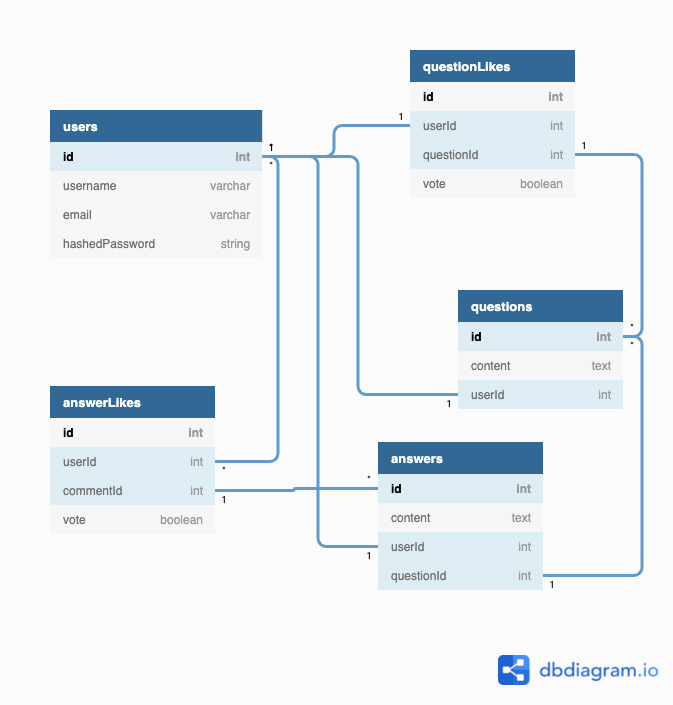 questionLikes
id int
userId int
questionId int
vote boolean
1
1
users
id int
username varchar
email varchar
hashedPassword string
1
*
questions
id int
content text
userId int
*
*
1
answerLikes
id int
userId int
commentId int
vote boolean
*
1
answers
id int
content text
userId int
questionId int
*
1
1
dbdiagram.io